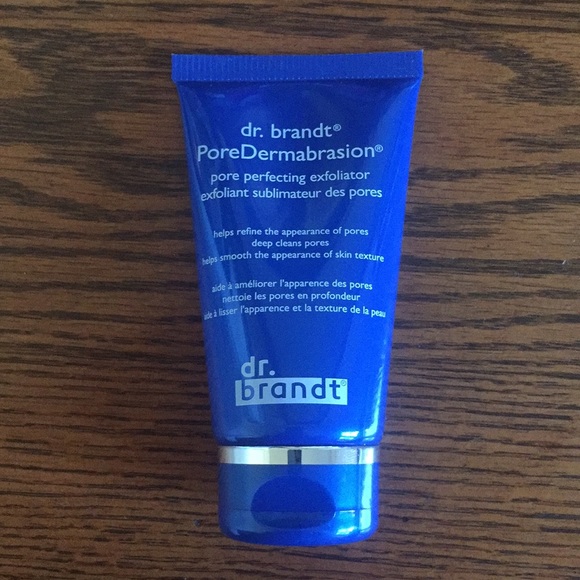 dr. brandt®
PoreDermabrasion®
pore perfecting exfoliator
exfoliant sublimateur des pores
helps refine the appearance of pores
deep cleans pores
helps smooth the appearance of skin texture
aide à améliorer l'apparence des pores
nettoie les pores en profondeur
aide à lisser l'apparence et la texture de la peau
dr.
brandt®